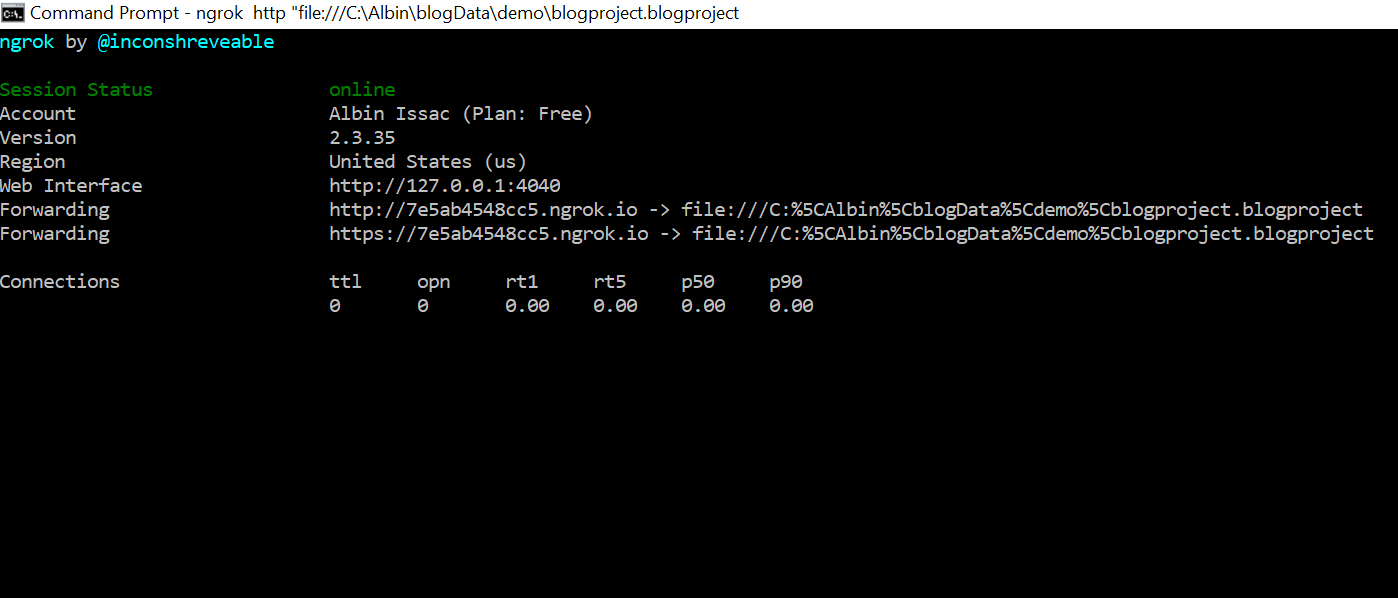 Command Prompt - ngrok  http "file:///C:\Albin\blogData\demo\blogproject.blogproject
ngrok by @inconshreveable
Session Status online
Account Albin Issac (Plan: Free)
Version 2.3.35
Region United States (us)
Web Interface http://127.0.0.1:4040
Forwarding http://7e5ab4548cc5.ngrok.io -> file:///C:%5CAlbin%5CblogData%5Cdemo%5Cblogproject.blogproject
Forwarding https://7e5ab4548cc5.ngrok.io -> file:///C:%5CAlbin%5CblogData%5Cdemo%5Cblogproject.blogproject
Connections ttl opn rt1 rt5 p50 p90
0 0 0.00 0.00 0.00 0.00